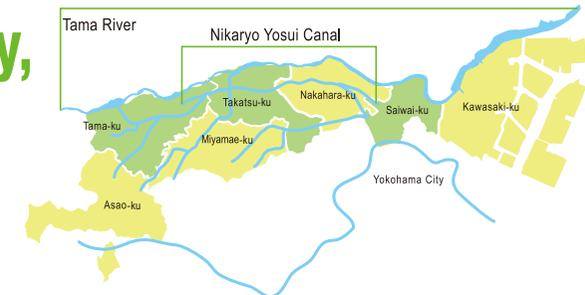 y,
Tama River
Nikaryo Yosui Canal
Tama-ku
Takatsu-ku
Nakahara-ku
Saiwai-ku
Kawasaki-ku
Miyamae-ku
Asao-ku
Yokohama City